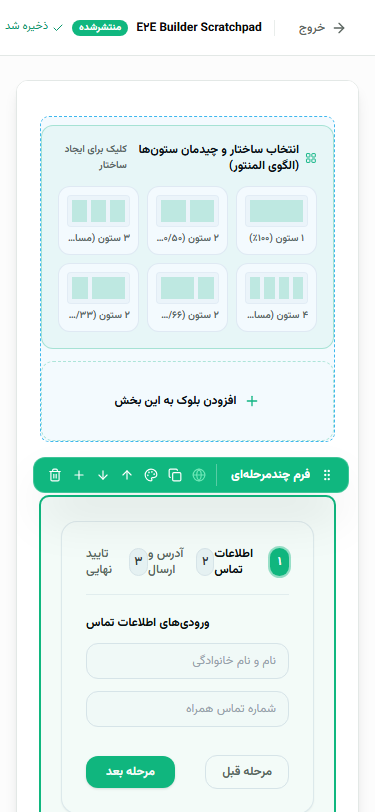 خروج
E2E Builder Scratchpad
منتشرشده
ذخیره شد
انتخاب ساختار و چیدمان ستون‌ها
(الگوی المنتور)
کلیک برای ایجاد
ساختار
۱ ستون (۱۰۰٪)
۲ ستون (۵۰/۰...
۳ ستون (مسا...
۴ ستون (مسا...
۲ ستون (۶۶/...
۲ ستون (۳۳/...
افزودن بلوک به این بخش
فرم چندمرحله‌ای
۱
اطلاعات
تماس
۲
آدرس و
ارسال
۳
تایید
نهایی
ورودی‌های اطلاعات تماس
نام و نام خانوادگی
شماره تماس همراه
مرحله قبل
مرحله بعد